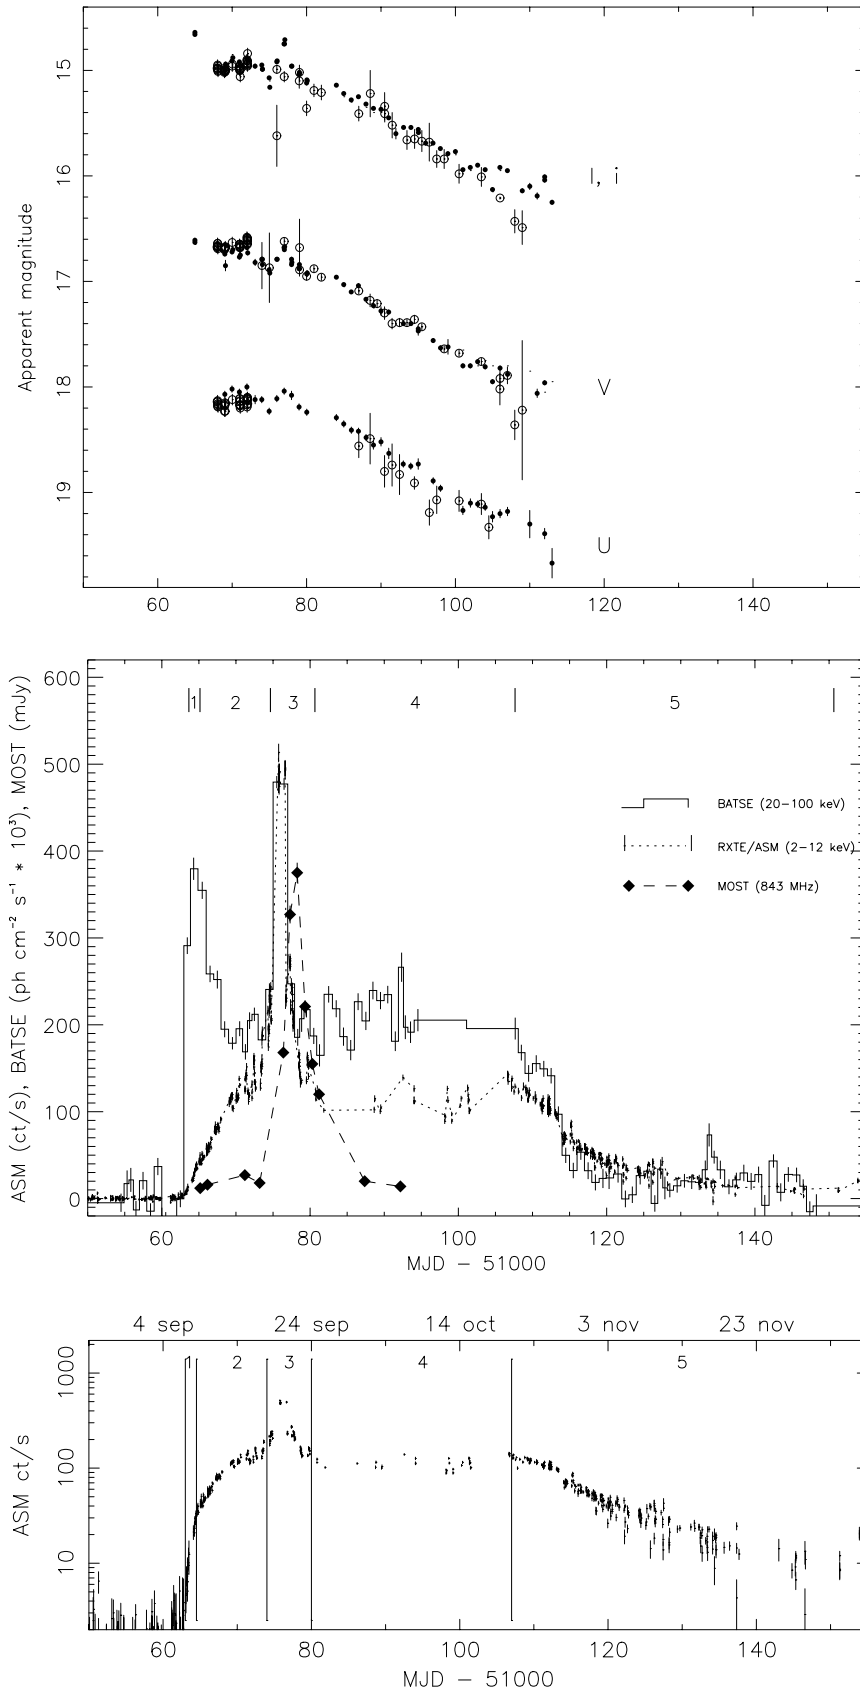 15
16
17
18
19
Apparent magnitude
I, i
V
U
60 80 100 120 140
600
500
400
300
200
100
0
ASM (ct/s), BATSE (ph cm⁻² s⁻¹ * 10³), MOST (mJy)
1 2 3 4 5
BATSE (20-100 keV)
RXTE/ASM (2-12 keV)
MOST (843 MHz)
60 80 100 120 140
MJD - 51000
4 sep 24 sep 14 oct 3 nov 23 nov
1 2 3 4 5
1000
100
10
ASM ct/s
60 80 100 120 140
MJD - 51000